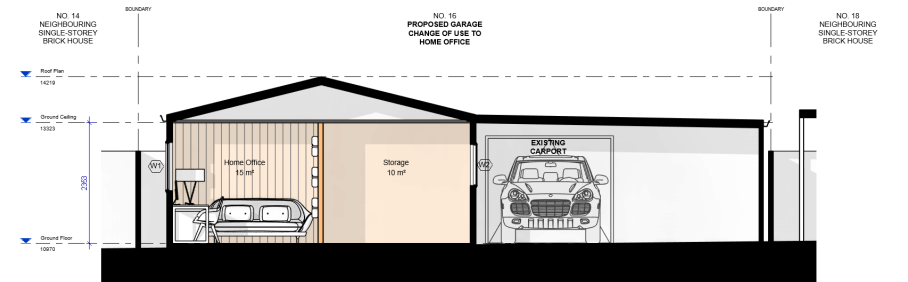 NO. 14
NEIGHBOURING
SINGLE-STOREY
BRICK HOUSE
BOUNDARY
NO. 16
PROPOSED GARAGE
CHANGE OF USE TO
HOME OFFICE
BOUNDARY
NO. 18
NEIGHBOURING
SINGLE-STOREY
BRICK HOUSE
Roof Plan
14219
Ground Ceiling
13323
2353
W1
Home Office
15 m²
Storage
10 m²
W2
EXISTING
CARPORT
Ground Floor
10970